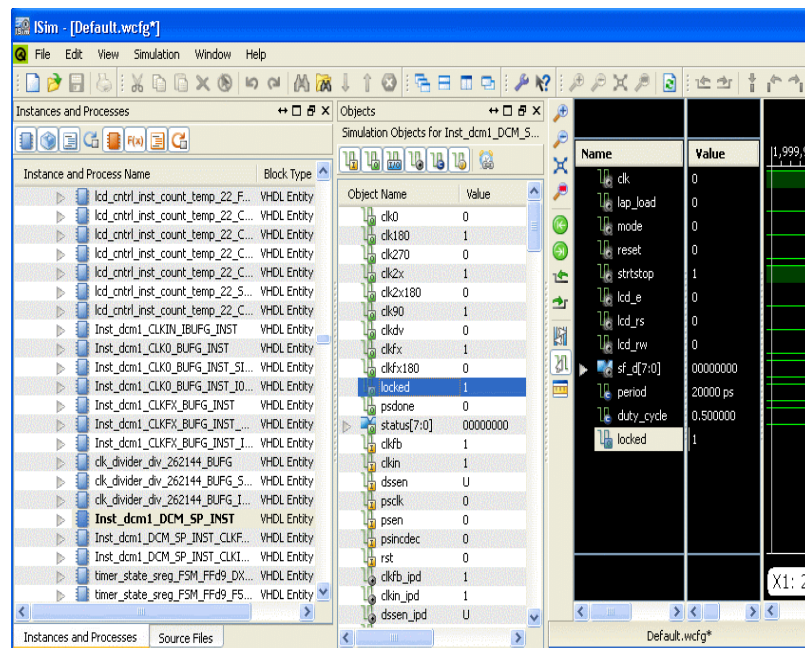 ISim - [Default.wcfg*]
File Edit View Simulation Window Help
Instances and Processes
Instance and Process Name Block Type
lcd_cntrl_inst_count_temp_22_F... VHDL Entity
lcd_cntrl_inst_count_temp_22_C... VHDL Entity
lcd_cntrl_inst_count_temp_22_C... VHDL Entity
lcd_cntrl_inst_count_temp_22_C... VHDL Entity
lcd_cntrl_inst_count_temp_22_S... VHDL Entity
lcd_cntrl_inst_count_temp_22_C... VHDL Entity
Inst_dcm1_CLKIN_IBUFG_INST VHDL Entity
Inst_dcm1_CLK0_BUFG_INST VHDL Entity
Inst_dcm1_CLK0_BUFG_INST_SI... VHDL Entity
Inst_dcm1_CLK0_BUFG_INST_I0... VHDL Entity
Inst_dcm1_CLKFX_BUFG_INST VHDL Entity
Inst_dcm1_CLKFX_BUFG_INST_... VHDL Entity
Inst_dcm1_CLKFX_BUFG_INST_I... VHDL Entity
clk_divider_div_262144_BUFG VHDL Entity
clk_divider_div_262144_BUFG_S... VHDL Entity
clk_divider_div_262144_BUFG_I... VHDL Entity
Inst_dcm1_DCM_SP_INST VHDL Entity
Inst_dcm1_DCM_SP_INST_CLKF... VHDL Entity
Inst_dcm1_DCM_SP_INST_CLKI... VHDL Entity
timer_state_sreg_FSM_FFd9_DX... VHDL Entity
timer_state_sreg_FSM_FFd9_F5... VHDL Entity
Instances and Processes Source Files
Objects
Simulation Objects for Inst_dcm1_DCM_S...
Object Name Value
clk0 0
clk180 1
clk270 0
clk2x 1
clk2x180 0
clk90 1
clkdv 0
clkfx 1
clkfx180 0
locked 1
psdone 0
status[7:0] 00000000
clkfb 1
clkin 1
dssen U
psclk 0
psen 0
psincdec 0
rst 0
clkfb_ipd 1
clkin_ipd 1
dssen_ipd U
Name Value
clk 0
lap_load 0
mode 0
reset 0
strtstop 1
lcd_e 0
lcd_rs 0
lcd_rw 0
sf_d[7:0] 00000000
period 20000 ps
duty_cycle 0.500000
locked 1
Default.wcfg*
1,999,9
X1: 2